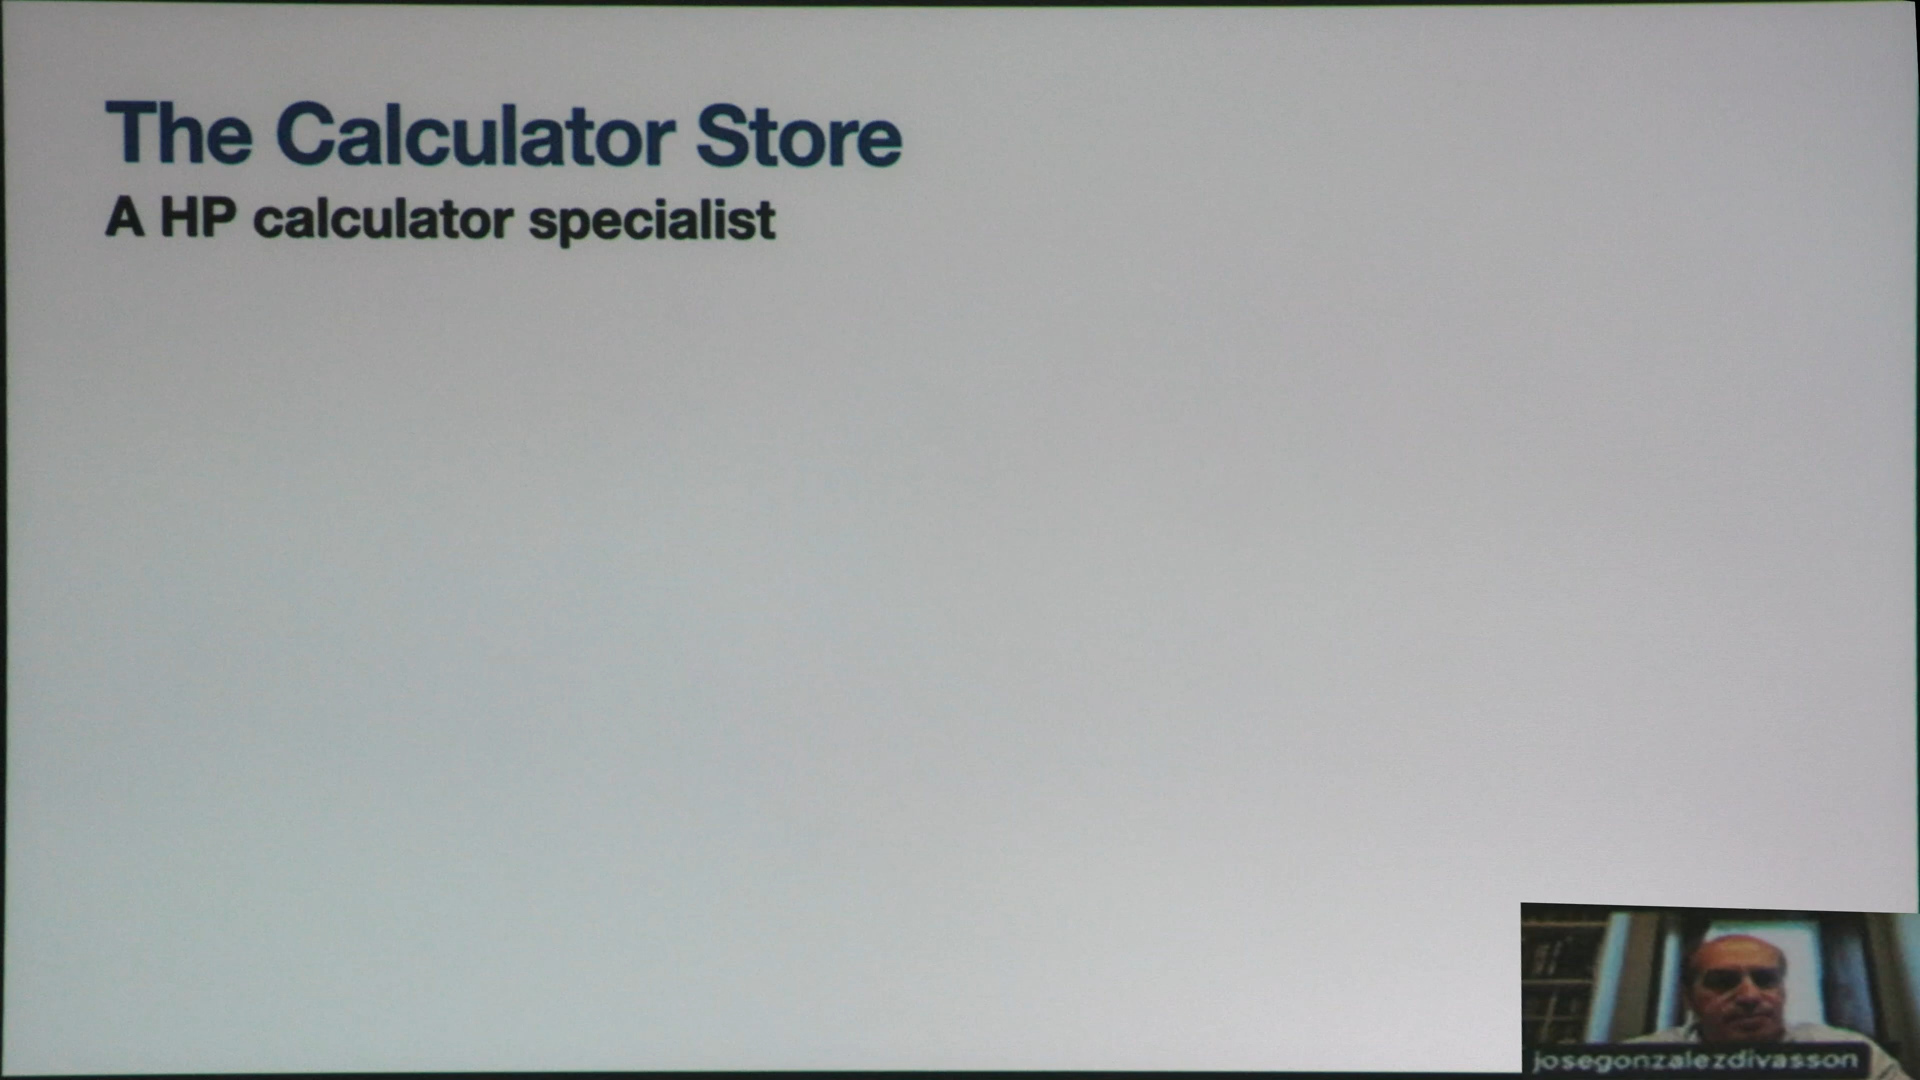 The Calculator Store
A HP calculator specialist
josegonzalezdivasson